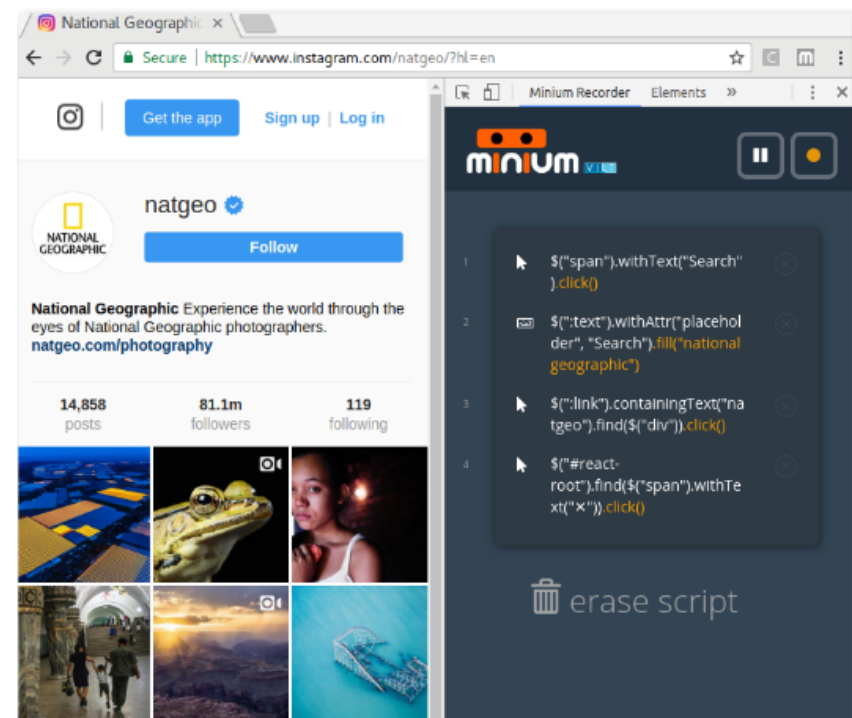 National Geographic ×
Secure | https://www.instagram.com/natgeo/?hl=en
Minium Recorder Elements »
Get the app Sign up | Log in
minium
natgeo
NATIONAL
GEOGRAPHIC
Follow
National Geographic Experience the world through the
eyes of National Geographic photographers.
natgeo.com/photography
14,858 81.1m 119
posts followers following
1 $("span").withText("Search"
).click()
2 $(":text").withAttr("placehol
der", "Search").fill("national
geographic")
3 $(":link").containingText("na
tgeo").find($("div")).click()
4 $("#react-
root").find($("span").withTe
xt("×")).click()
erase script